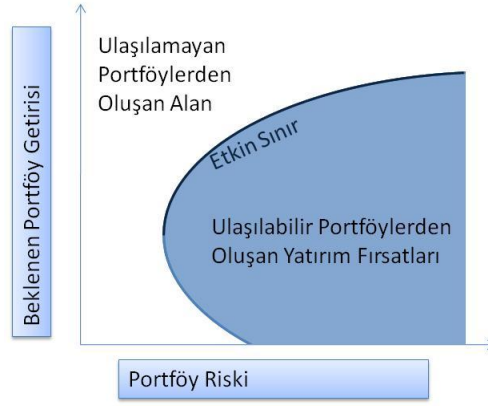 Ulaşılamayan
Portföylerden
Oluşan Alan
Beklenen Portföy Getirisi
Etkin Sınır
Ulaşılabilir Portföylerden
Oluşan Yatırım Fırsatları
Portföy Riski